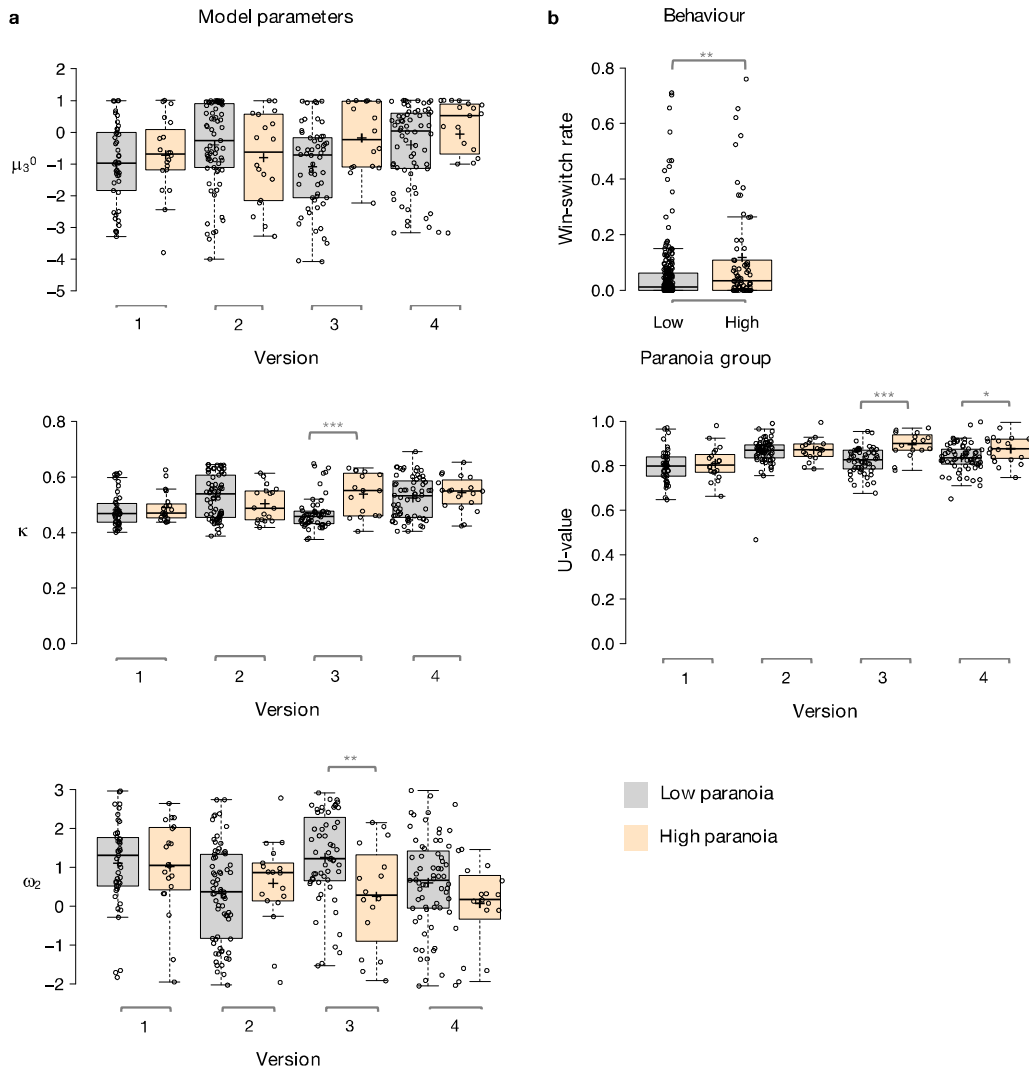 a
Model parameters
2
1
0
−1
−2
−3
−4
−5
μ₃⁰
1 2 3 4
Version
0.8
0.6
0.4
0.2
0.0
κ
***
1 2 3 4
Version
3
2
1
0
−1
−2
ω₂
**
1 2 3 4
Version
b
Behaviour
**
0.8
0.6
0.4
0.2
0.0
Win-switch rate
Low High
Paranoia group
*** *
1.0
0.8
0.6
0.4
0.2
0.0
U-value
1 2 3 4
Version
Low paranoia
High paranoia